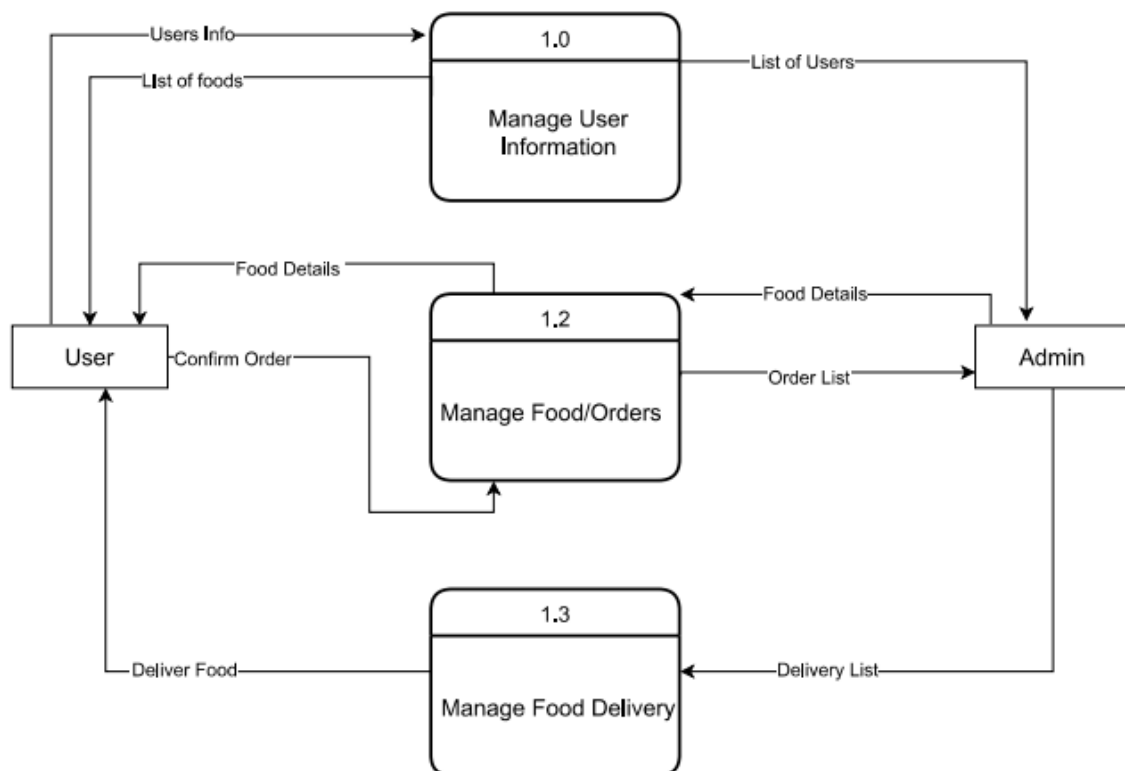 Users Info
1.0
List of foods
List of Users
Manage User
Information
Food Details
Food Details
1.2
User
Confirm Order
Order List
Admin
Manage Food/Orders
1.3
Deliver Food
Delivery List
Manage Food Delivery